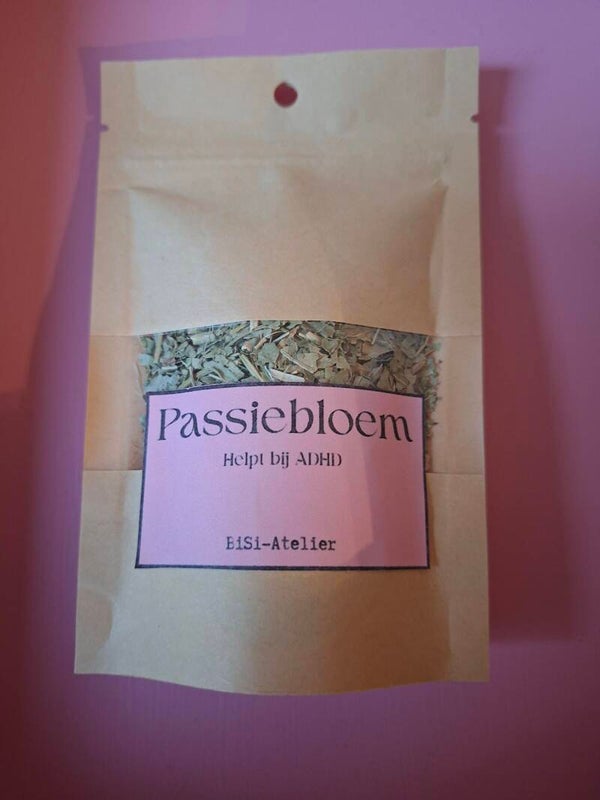 Passiebloem
Helpt bij ADHD
BiSi-Atelier